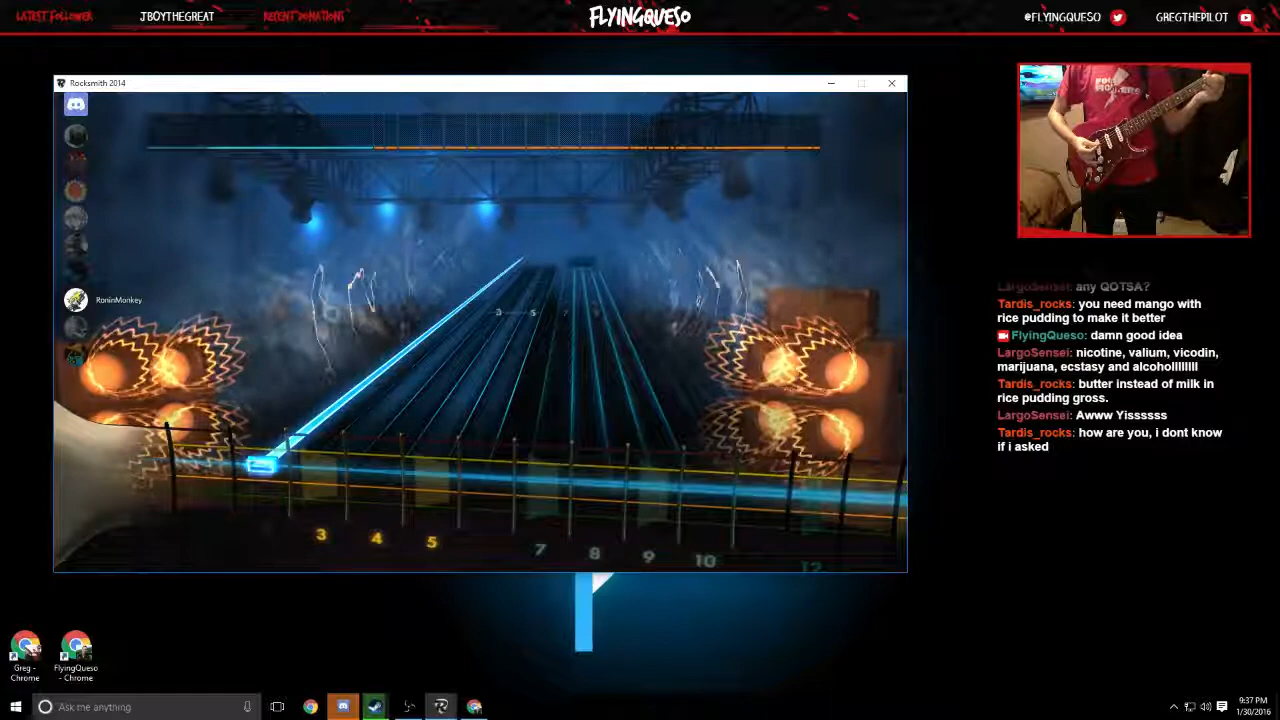 LATEST FOLLOWER
JBOYTHEGREAT
RECENT DONATIONS
FLYINGQUESO
@FLYINGQUESO
GREGTHEPILOT
Rocksmith 2014
RoninMonkey
3 5 7
3 4 5 7 8 9 10 12
LargoSensei: any QOTSA?
Tardis_rocks: you need mango with
rice pudding to make it better
FlyingQueso: damn good idea
LargoSensei: nicotine, valium, vicodin,
marijuana, ecstasy and alcohollllllll
Tardis_rocks: butter instead of milk in
rice pudding gross.
LargoSensei: Awww Yissssss
Tardis_rocks: how are you, i dont know
if i asked
Greg -
Chrome
FlyingQueso
- Chrome
Ask me anything
9:37 PM
1/30/2016